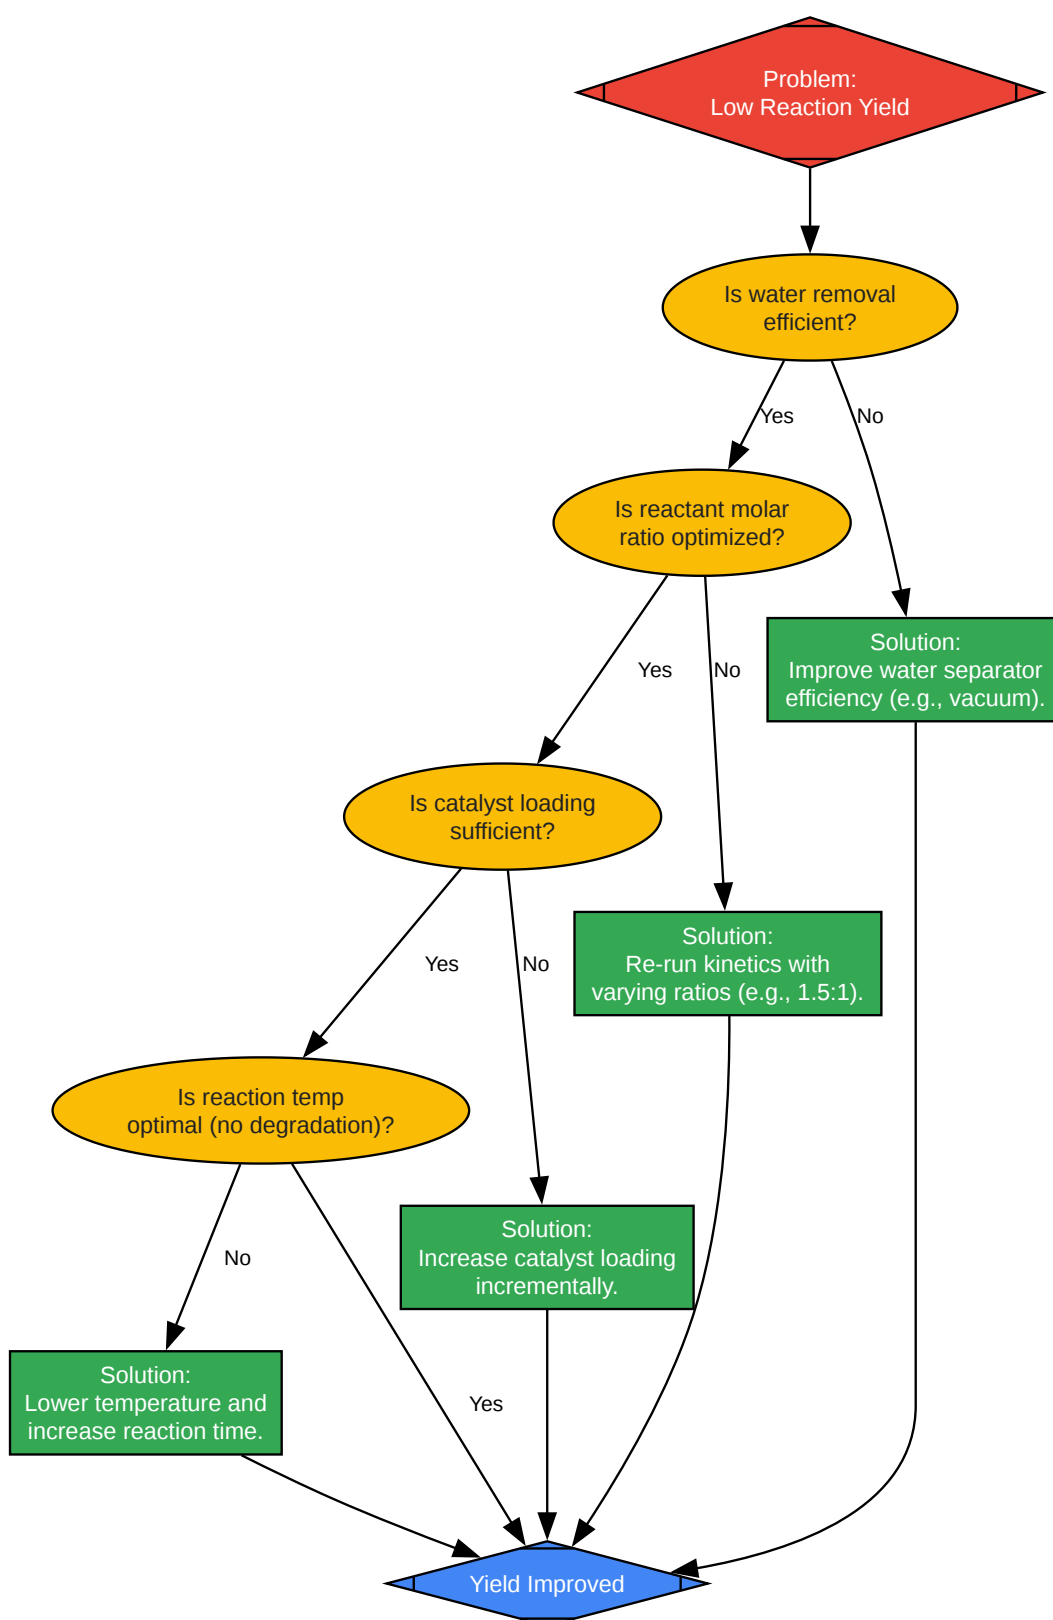 Problem:
Low Reaction Yield
Is water removal
efficient?
Yes
No
Is reactant molar
ratio optimized?
Yes
No
Solution:
Improve water separator
efficiency (e.g., vacuum).
Is catalyst loading
sufficient?
Yes
No
Solution:
Re-run kinetics with
varying ratios (e.g., 1.5:1).
Is reaction temp
optimal (no degradation)?
No
Yes
Solution:
Increase catalyst loading
incrementally.
Solution:
Lower temperature and
increase reaction time.
Yield Improved